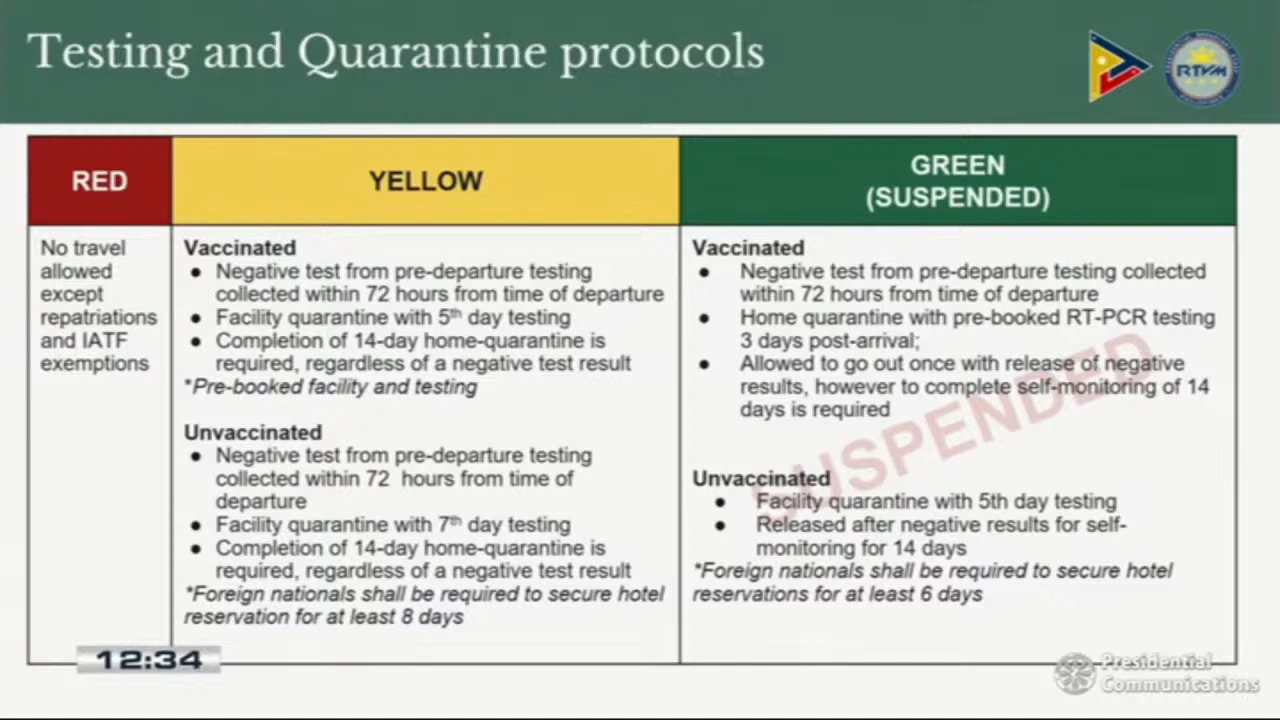 Testing and Quarantine protocols
RTVM
RED
YELLOW
GREEN
(SUSPENDED)
No travel
allowed
except
repatriations
and IATF
exemptions
Vaccinated
● Negative test from pre-departure testing
collected within 72 hours from time of departure
● Facility quarantine with 5th day testing
● Completion of 14-day home-quarantine is
required, regardless of a negative test result
*Pre-booked facility and testing
Unvaccinated
● Negative test from pre-departure testing
collected within 72 hours from time of
departure
● Facility quarantine with 7th day testing
● Completion of 14-day home-quarantine is
required, regardless of a negative test result
*Foreign nationals shall be required to secure hotel
reservation for at least 8 days
Vaccinated
● Negative test from pre-departure testing collected
within 72 hours from time of departure
● Home quarantine with pre-booked RT-PCR testing
3 days post-arrival;
● Allowed to go out once with release of negative
results, however to complete self-monitoring of 14
days is required
SUSPENDED
Unvaccinated
● Facility quarantine with 5th day testing
● Released after negative results for self-
monitoring for 14 days
*Foreign nationals shall be required to secure hotel
reservations for at least 6 days
12:34
Presidential
Communications